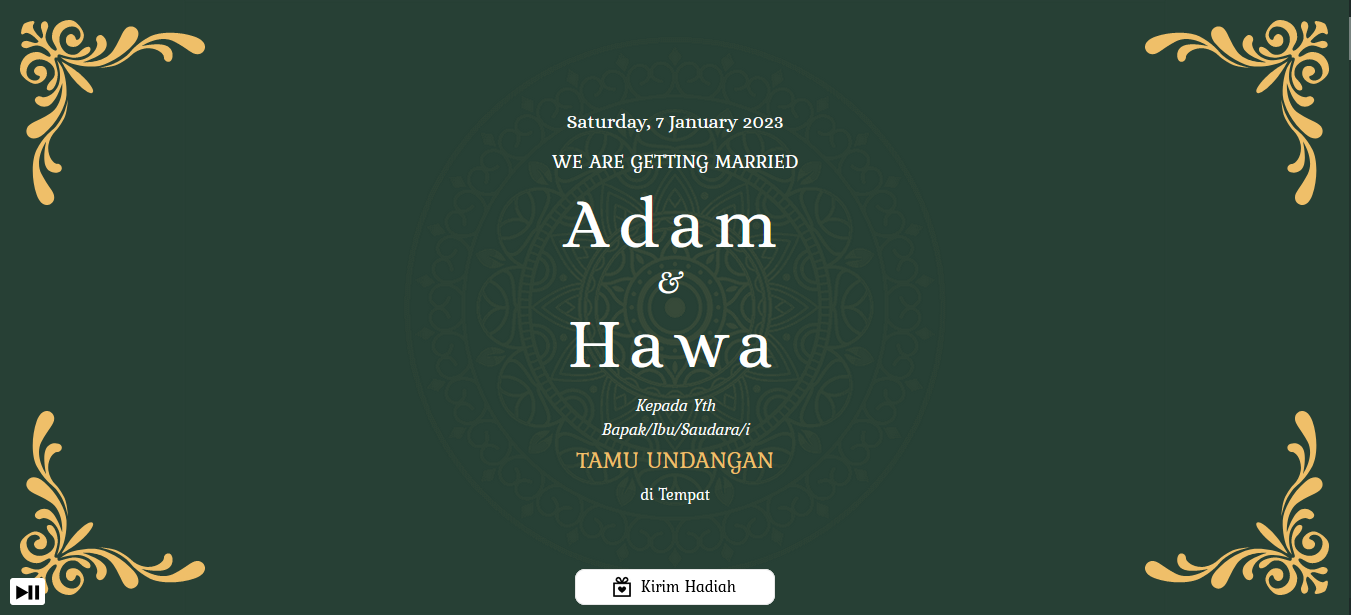 Saturday, 7 January 2023
WE ARE GETTING MARRIED
Adam
&
Hawa
Kepada Yth
Bapak/Ibu/Saudara/i
TAMU UNDANGAN
di Tempat
Kirim Hadiah